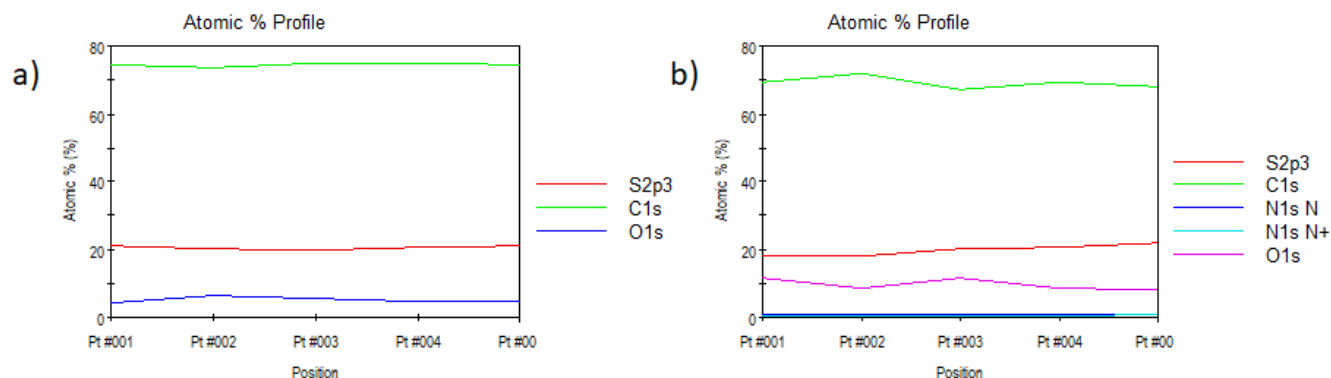 a)
Atomic % Profile
Atomic % (%)
80
60
40
20
0
Pt #001 Pt #002 Pt #003 Pt #004 Pt #00
Position
S2p3
C1s
O1s
b)
Atomic % Profile
Atomic % (%)
80
60
40
20
0
Pt #001 Pt #002 Pt #003 Pt #004 Pt #00
Position
S2p3
C1s
N1s N
N1s N+
O1s